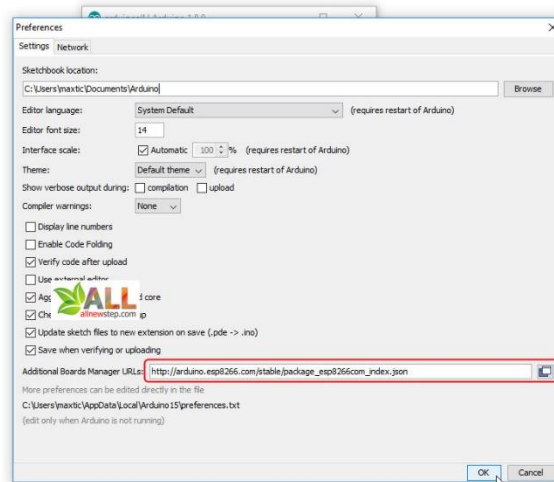 Preferences
Settings Network
Sketchbook location:
C:\Users\maxtic\Documents\Arduino Browse
Editor language: System Default (requires restart of Arduino)
Editor font size: 14
Interface scale: Automatic 100 % (requires restart of Arduino)
Theme: Default theme (requires restart of Arduino)
Show verbose output during: compilation upload
Compiler warnings: None
Display line numbers
Enable Code Folding
Verify code after upload
Use external editor
ALL
core
allnewstep.com
Update sketch files to new extension on save (.pde -> .ino)
Save when verifying or uploading
Additional Boards Manager URLs: http://arduino.esp8266.com/stable/package_esp8266com_index.json
More preferences can be edited directly in the file
C:\Users\maxtic\AppData\Local\Arduino15\preferences.txt
(edit only when Arduino is not running)
OK Cancel